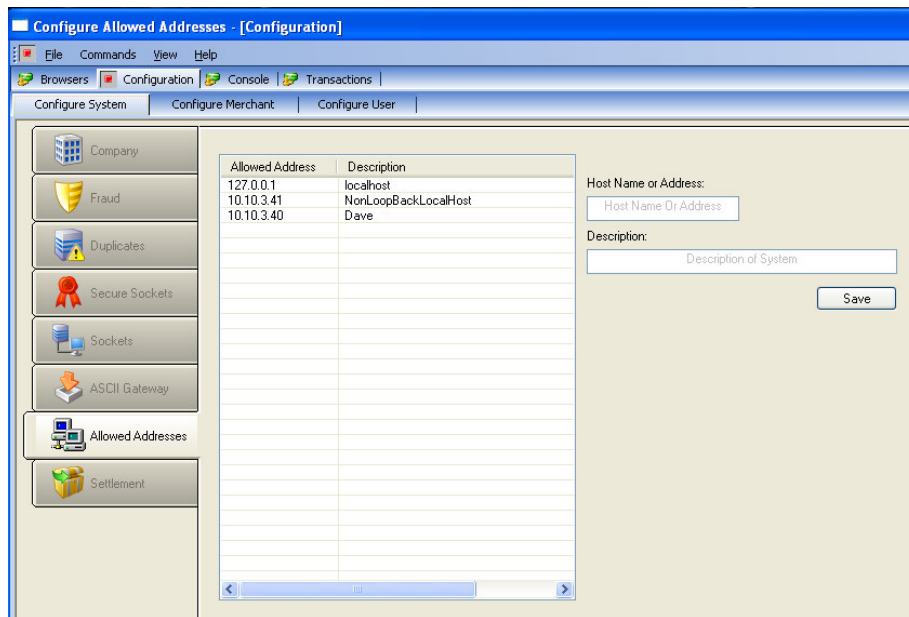 Configure Allowed Addresses - [Configuration]
File Commands View Help
Browsers Configuration Console Transactions
Configure System Configure Merchant Configure User
Company
Fraud
Duplicates
Secure Sockets
Sockets
ASCII Gateway
Allowed Addresses
Settlement
Allowed Address Description
127.0.0.1 localhost
10.10.3.41 NonLoopBackLocalHost
10.10.3.40 Dave
Host Name or Address:
Host Name Or Address
Description:
Description of System
Save